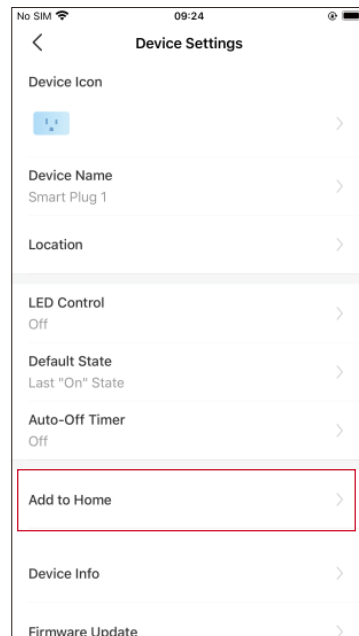 No SIM 09:24
Device Settings
Device Icon
Device Name
Smart Plug 1
Location
LED Control
Off
Default State
Last "On" State
Auto-Off Timer
Off
Add to Home
Device Info
Firmware Update